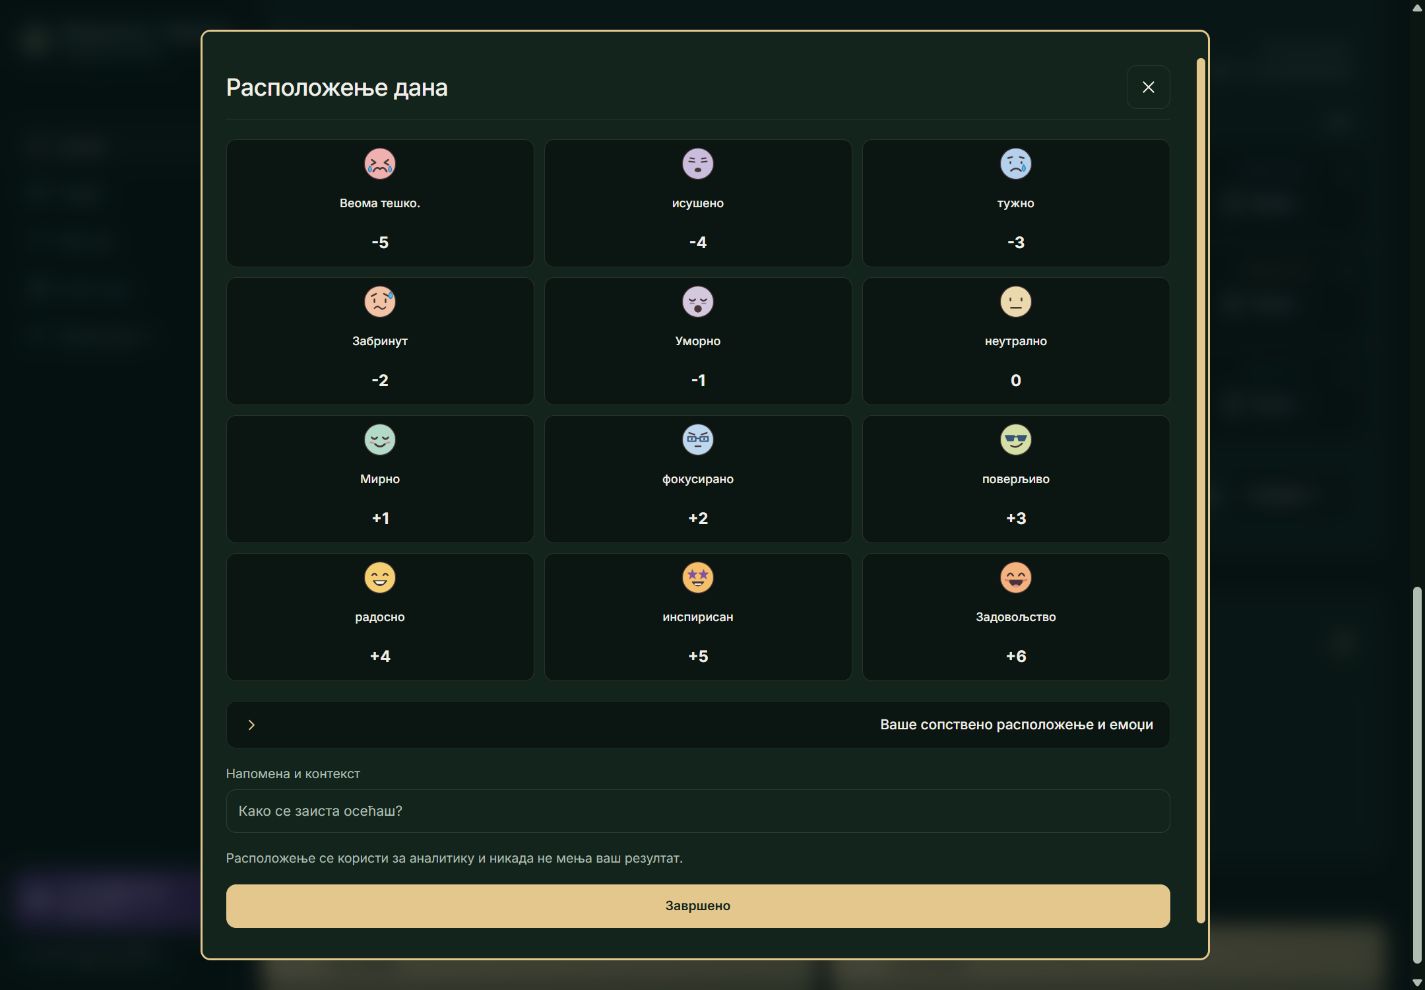 Расположење дана
Веома тешко.
-5
исушено
-4
тужно
-3
Забринут
-2
Уморно
-1
неутрално
0
Мирно
+1
фокусирано
+2
поверљиво
+3
радосно
+4
инспирисан
+5
Задовољство
+6
Ваше сопствено расположење и емоџи
Напомена и контекст
Како се заиста осећаш?
Расположење се користи за аналитику и никада не мења ваш резултат.
Завршено